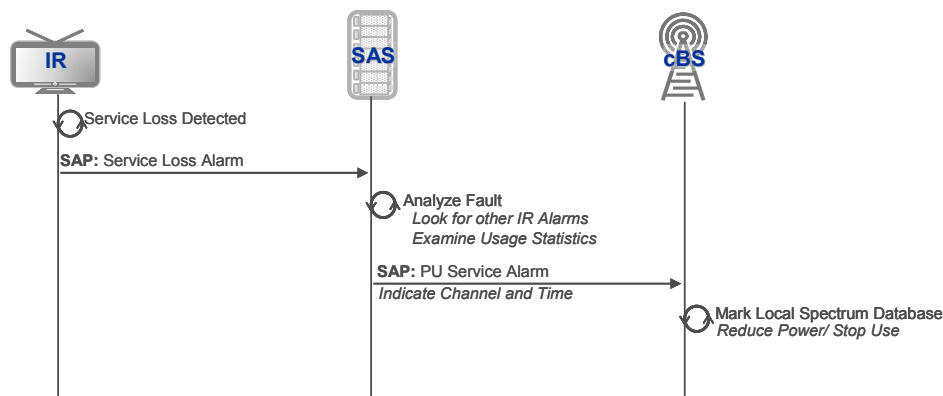 IR
SAS
cBS
Service Loss Detected
SAP: Service Loss Alarm
Analyze Fault
Look for other IR Alarms
Examine Usage Statistics
SAP: PU Service Alarm
Indicate Channel and Time
Mark Local Spectrum Database
Reduce Power/ Stop Use